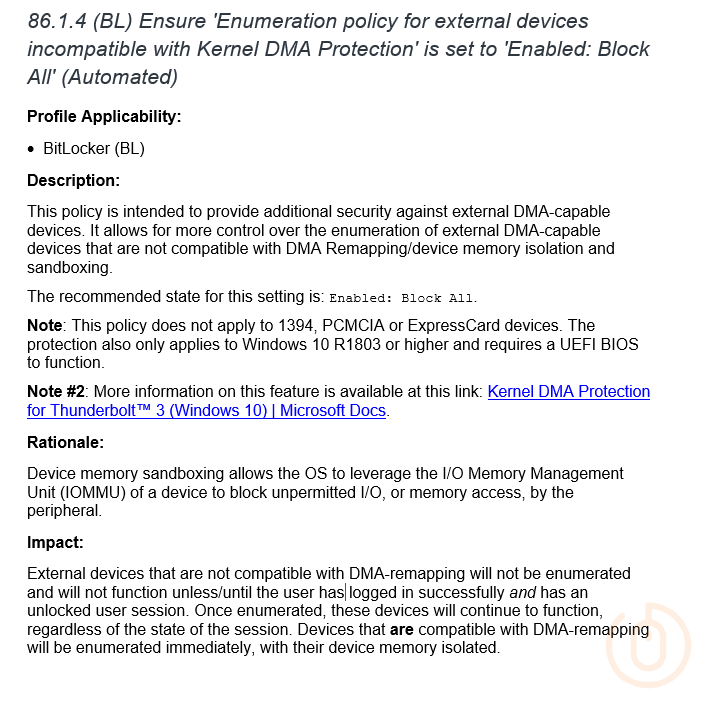 86.1.4 (BL) Ensure 'Enumeration policy for external devices
incompatible with Kernel DMA Protection' is set to 'Enabled: Block
All' (Automated)
Profile Applicability:
• BitLocker (BL)
Description:
This policy is intended to provide additional security against external DMA-capable
devices. It allows for more control over the enumeration of external DMA-capable
devices that are not compatible with DMA Remapping/device memory isolation and
sandboxing.
The recommended state for this setting is: Enabled: Block All.
Note: This policy does not apply to 1394, PCMCIA or ExpressCard devices. The
protection also only applies to Windows 10 R1803 or higher and requires a UEFI BIOS
to function.
Note #2: More information on this feature is available at this link: Kernel DMA Protection
for Thunderbolt™ 3 (Windows 10) | Microsoft Docs.
Rationale:
Device memory sandboxing allows the OS to leverage the I/O Memory Management
Unit (IOMMU) of a device to block unpermitted I/O, or memory access, by the
peripheral.
Impact:
External devices that are not compatible with DMA-remapping will not be enumerated
and will not function unless/until the user has logged in successfully and has an
unlocked user session. Once enumerated, these devices will continue to function,
regardless of the state of the session. Devices that are compatible with DMA-remapping
will be enumerated immediately, with their device memory isolated.